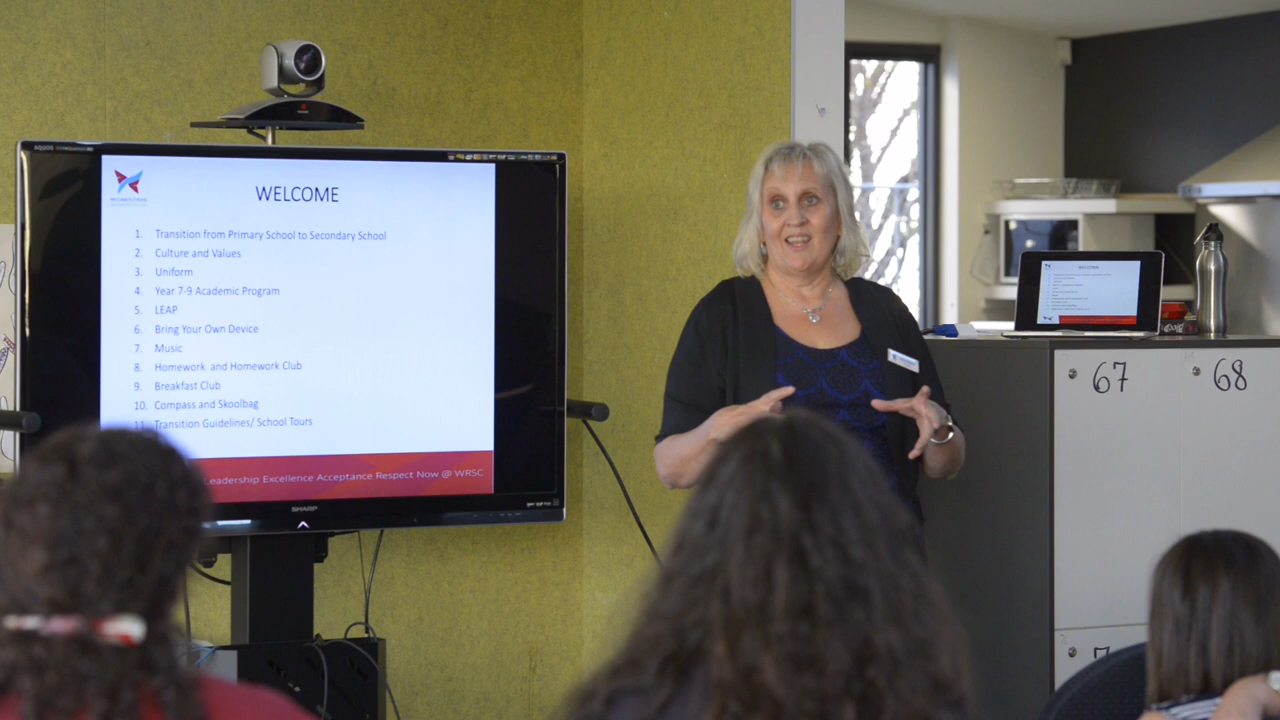 AQUOS
WELCOME
1. Transition from Primary School to Secondary School
2. Culture and Values
3. Uniform
4. Year 7-9 Academic Program
5. LEAP
6. Bring Your Own Device
7. Music
8. Homework and Homework Club
9. Breakfast Club
10. Compass and Skoolbag
11. Transition Guidelines/ School Tours
Leadership Excellence Acceptance Respect Now @ WRSC
SHARP
WELCOME
67
68